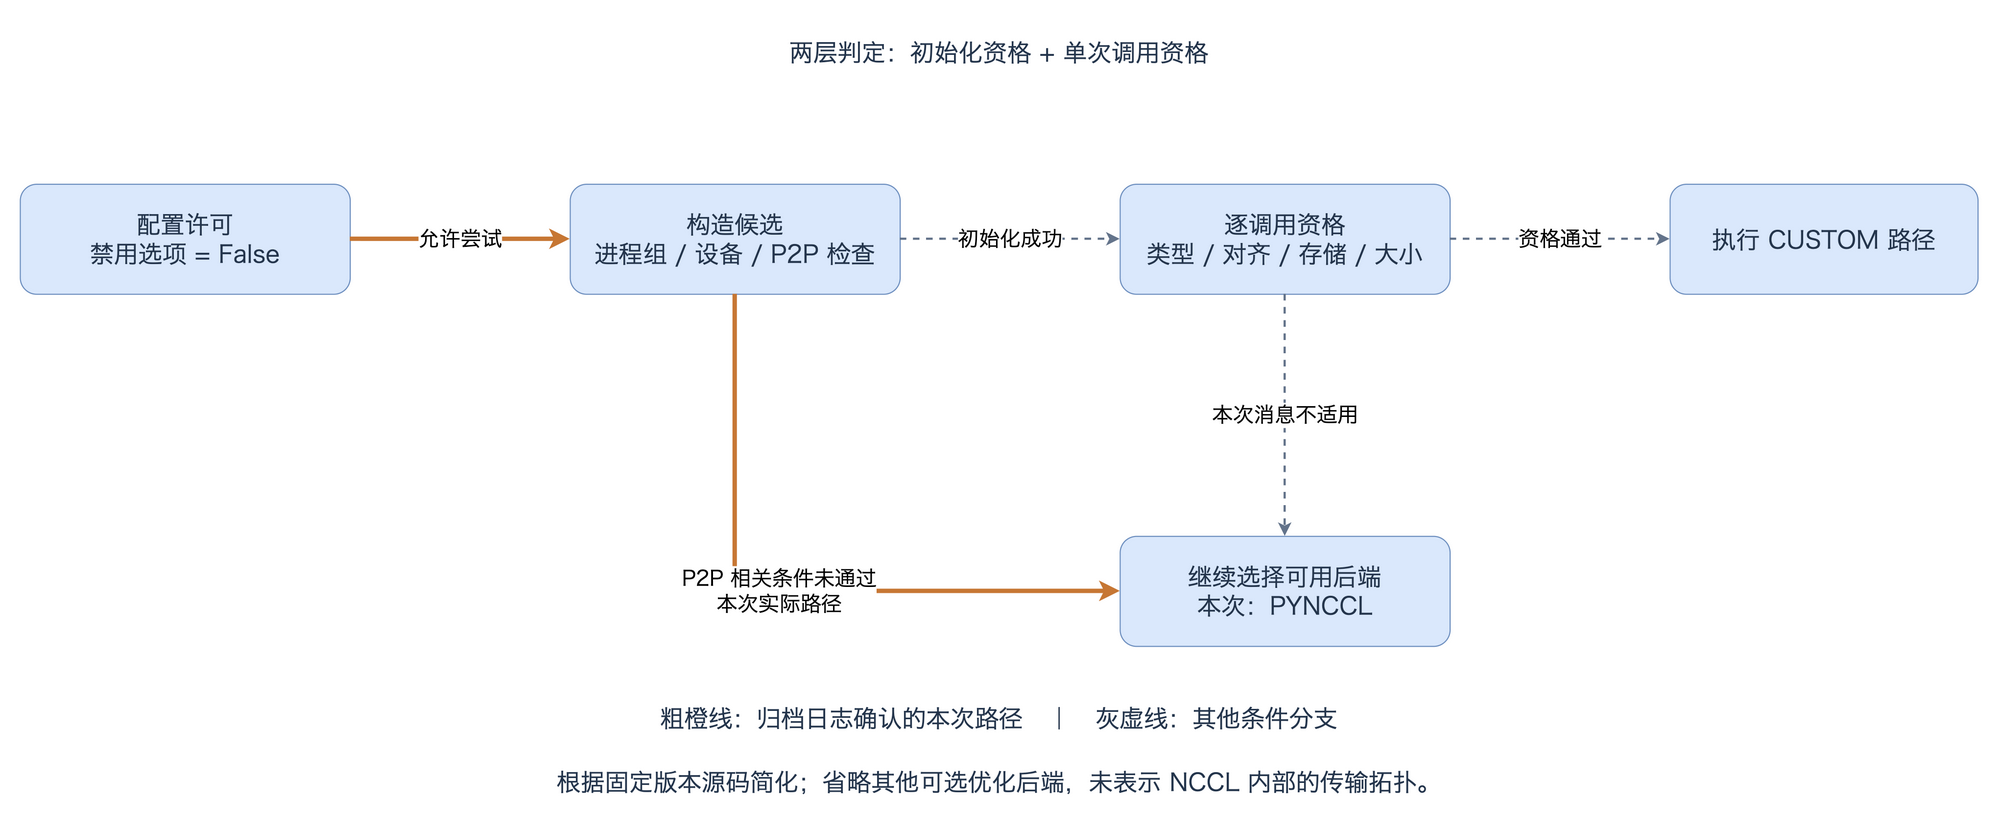 两层判定：初始化资格 + 单次调用资格
配置许可
禁用选项 = False
允许尝试
构造候选
进程组 / 设备 / P2P 检查
初始化成功
逐调用资格
类型 / 对齐 / 存储 / 大小
资格通过
执行 CUSTOM 路径
本次消息不适用
P2P 相关条件未通过
本次实际路径
继续选择可用后端
本次：PYNCCL
粗橙线：归档日志确认的本次路径 ｜ 灰虚线：其他条件分支
根据固定版本源码简化；省略其他可选优化后端，未表示 NCCL 内部的传输拓扑。